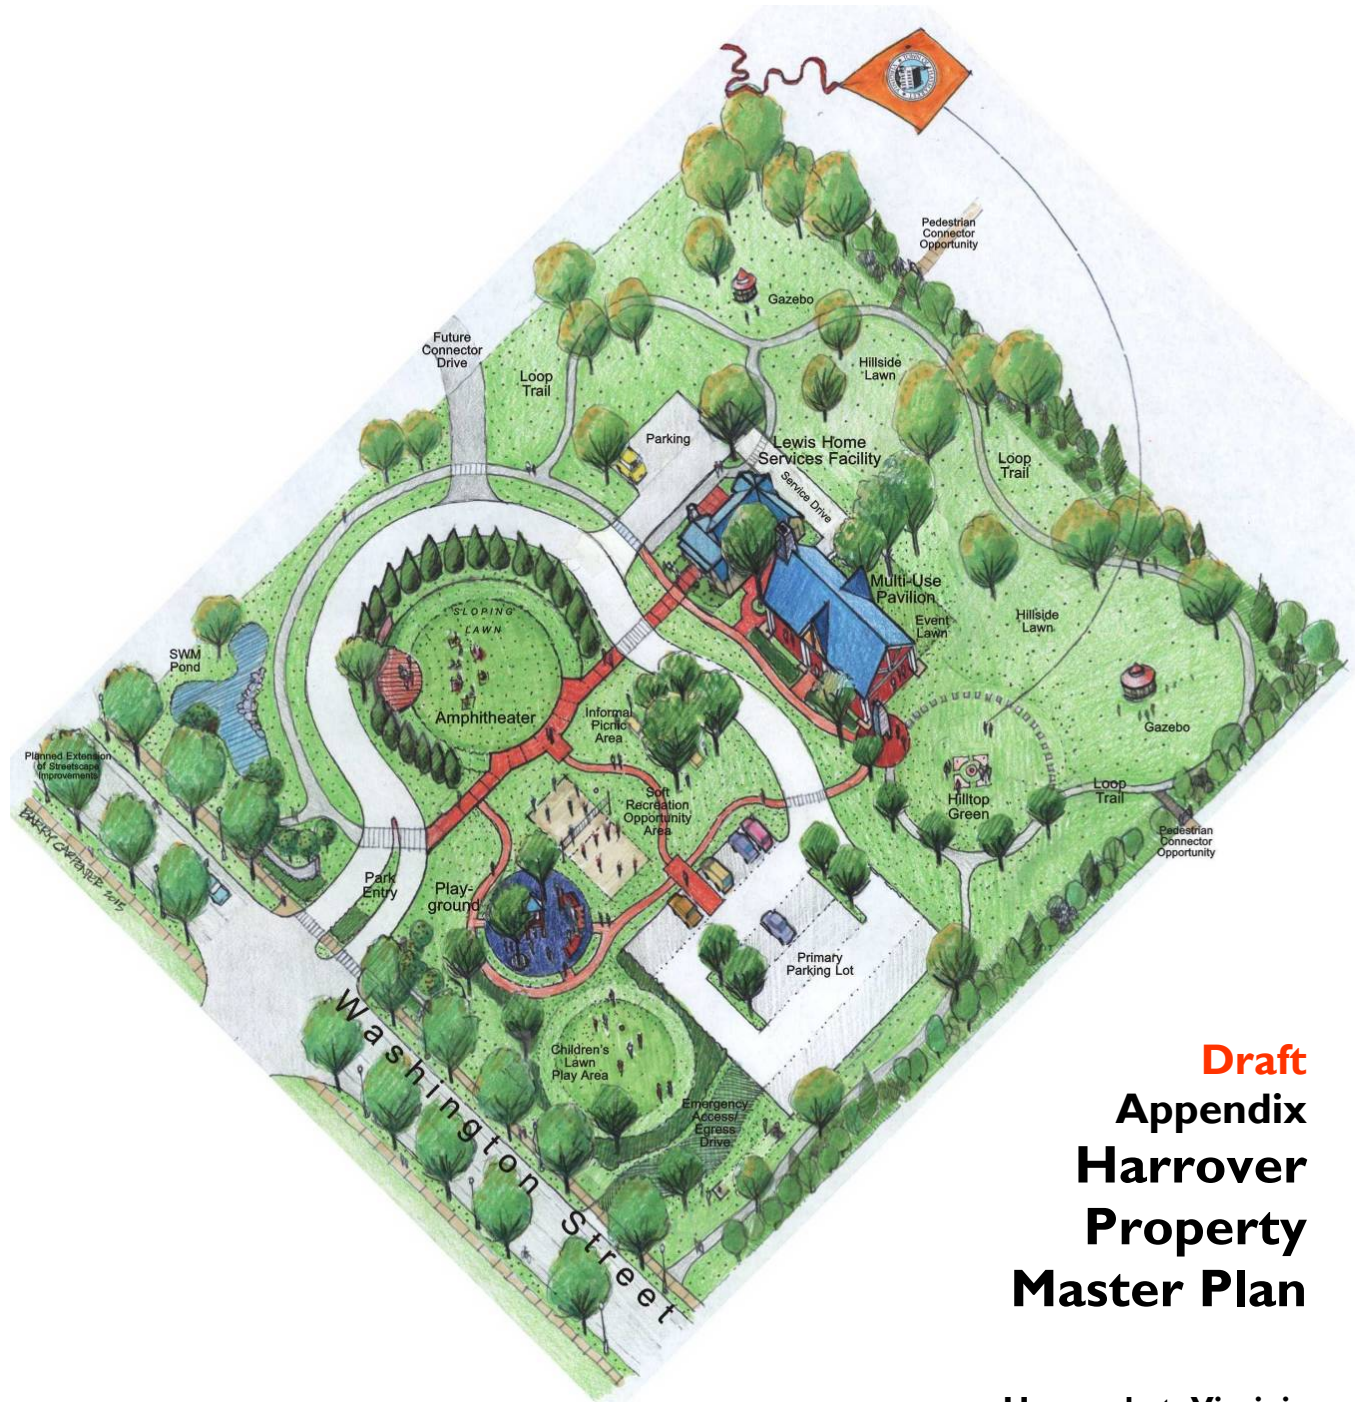 Pedestrian
Connector
Opportunity
Gazebo
Future
Connector
Drive
Loop
Trail
Hillside
Lawn
Parking
Lewis Home
Services Facility
Service Drive
Loop
Trail
Multi-Use
Pavilion
Event
Lawn
Hillside
Lawn
SLOPING
LAWN
SWM
Pond
Amphitheater
Informal
Picnic
Area
Gazebo
Planned Extension
of Streetscape
Improvements
Soft
Recreation
Opportunity
Area
Hilltop
Green
Loop
Trail
Pedestrian
Connector
Opportunity
BARRY CARPENTER 2015
Park
Entry
Play-
ground
Primary
Parking Lot
Children's
Lawn
Play Area
Emergency
Access/
Egress
Drive
Washington Street
Draft
Appendix
Harrover
Property
Master Plan